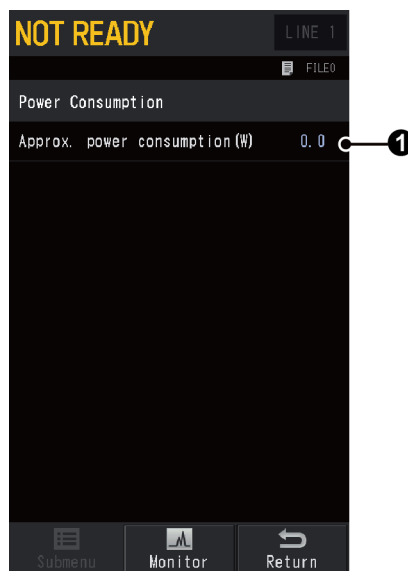 NOT READY LINE 1
FILE0
Power Consumption
Approx. power consumption(W) 0.0 1
Submenu Monitor Return